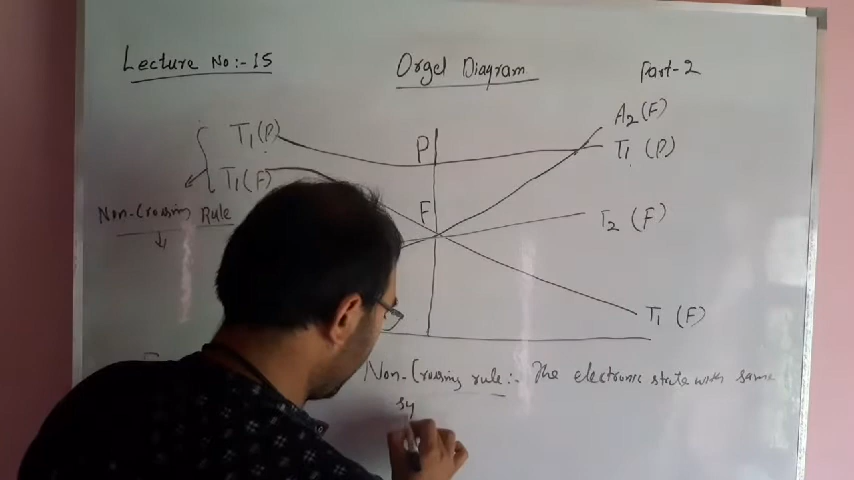 Lecture No:- 15
Orgel Diagram
Part-2
A2(F)
T1(P)
P
T1 (P)
T1(F)
Non-Crossing Rule
F
T2 (F)
T1 (F)
Non-Crossing rule:- The electronic state with same
sy